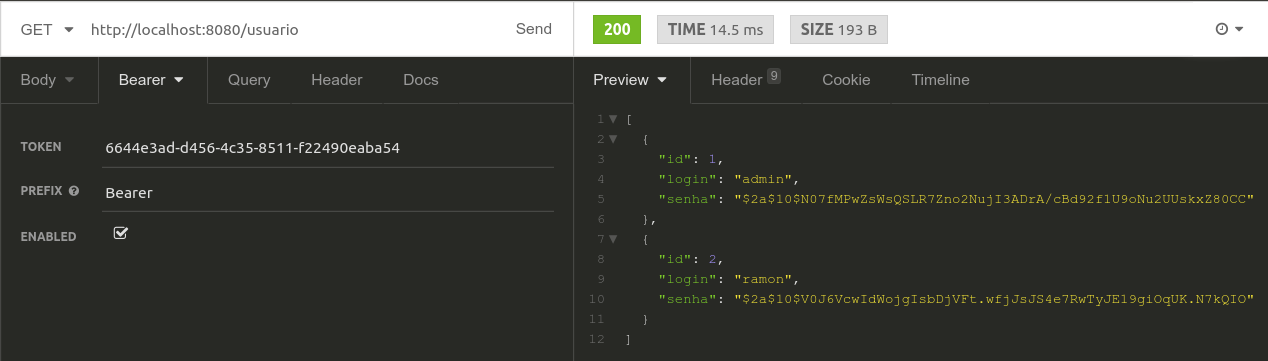 GET http://localhost:8080/usuario Send
200 TIME 14.5 ms SIZE 193 B
Body Bearer Query Header Docs
Preview Header 9 Cookie Timeline
TOKEN 6644e3ad-d456-4c35-8511-f22490eaba54
PREFIX Bearer
ENABLED
1 [
2 {
3 "id": 1,
4 "login": "admin",
5 "senha": "$2a$10$N07fMPwZsWsQSLR7Zno2NujI3ADrA/cBd92flU9oNu2UUskxZ80CC"
6 },
7 {
8 "id": 2,
9 "login": "ramon",
10 "senha": "$2a$10$V0J6VcwIdWojgIsbDjVFt.wfjJsJS4e7RwTyJE19giOqUK.N7kQIO"
11 }
12 ]